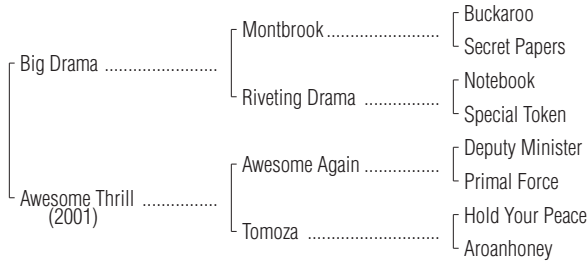 Buckaroo
Montbrook ......................
Secret Papers
Big Drama ......................
Notebook
Riveting Drama ...............
Special Token
Deputy Minister
Awesome Again ...............
Primal Force
Awesome Thrill ...............
(2001)
Hold Your Peace
Tomoza ..........................
Aroanhoney